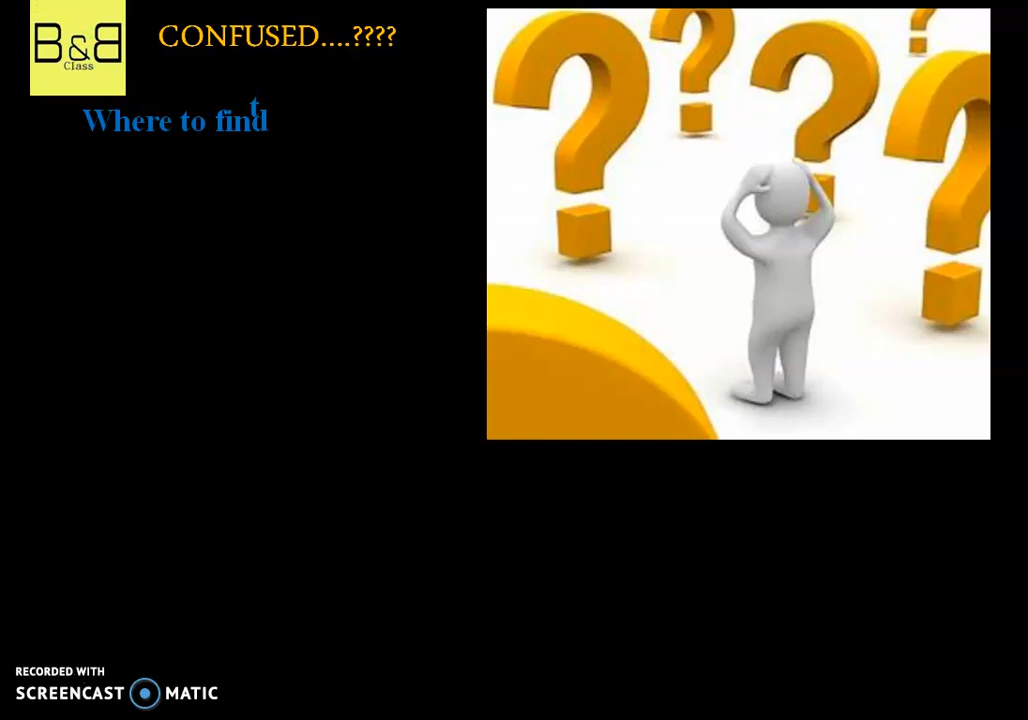 B&B
Class
CONFUSED....????
Where to find
t
RECORDED WITH
SCREENCAST MATIC